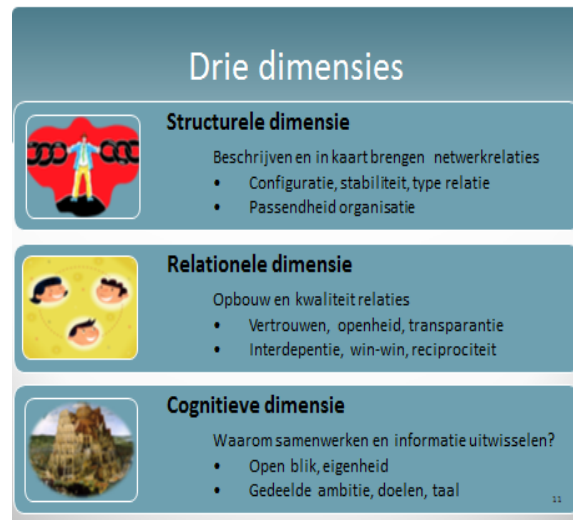 Drie dimensies
Structurele dimensie
Beschrijven en in kaart brengen netwerkrelaties
• Configuratie, stabiliteit, type relatie
• Passendheid organisatie
Relationele dimensie
Opbouw en kwaliteit relaties
• Vertrouwen, openheid, transparantie
• Interdepentie, win-win, reciprociteit
Cognitieve dimensie
Waarom samenwerken en informatie uitwisselen?
• Open blik, eigenheid
• Gedeelde ambitie, doelen, taal
11